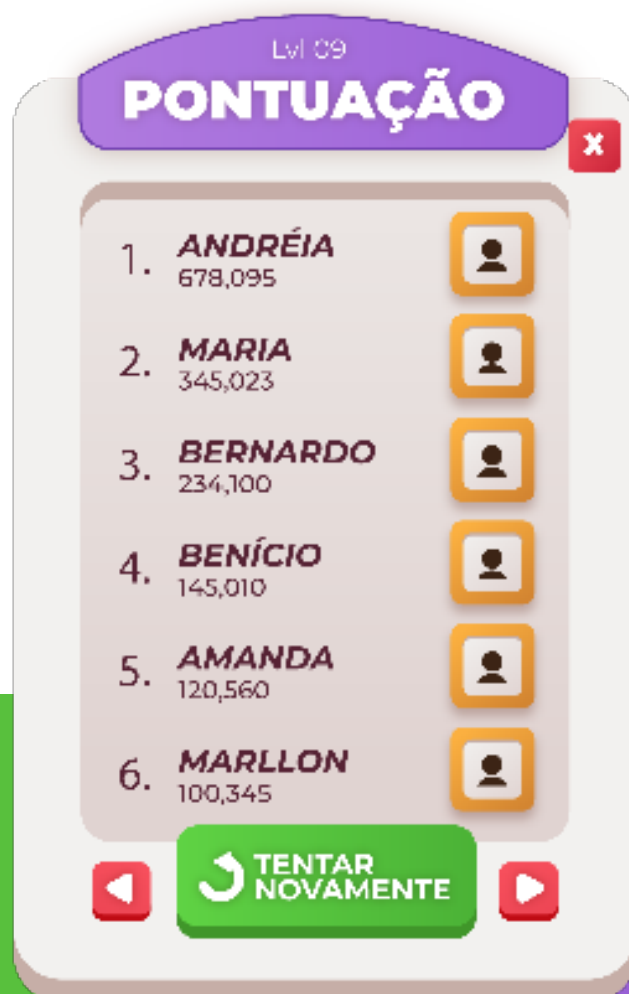 Lvl 09
PONTUAÇÃO
x
1. ANDRÉIA
678,095
2. MARIA
345,023
3. BERNARDO
234,100
4. BENÍCIO
145,010
5. AMANDA
120,560
6. MARLLON
100,345
TENTAR
NOVAMENTE